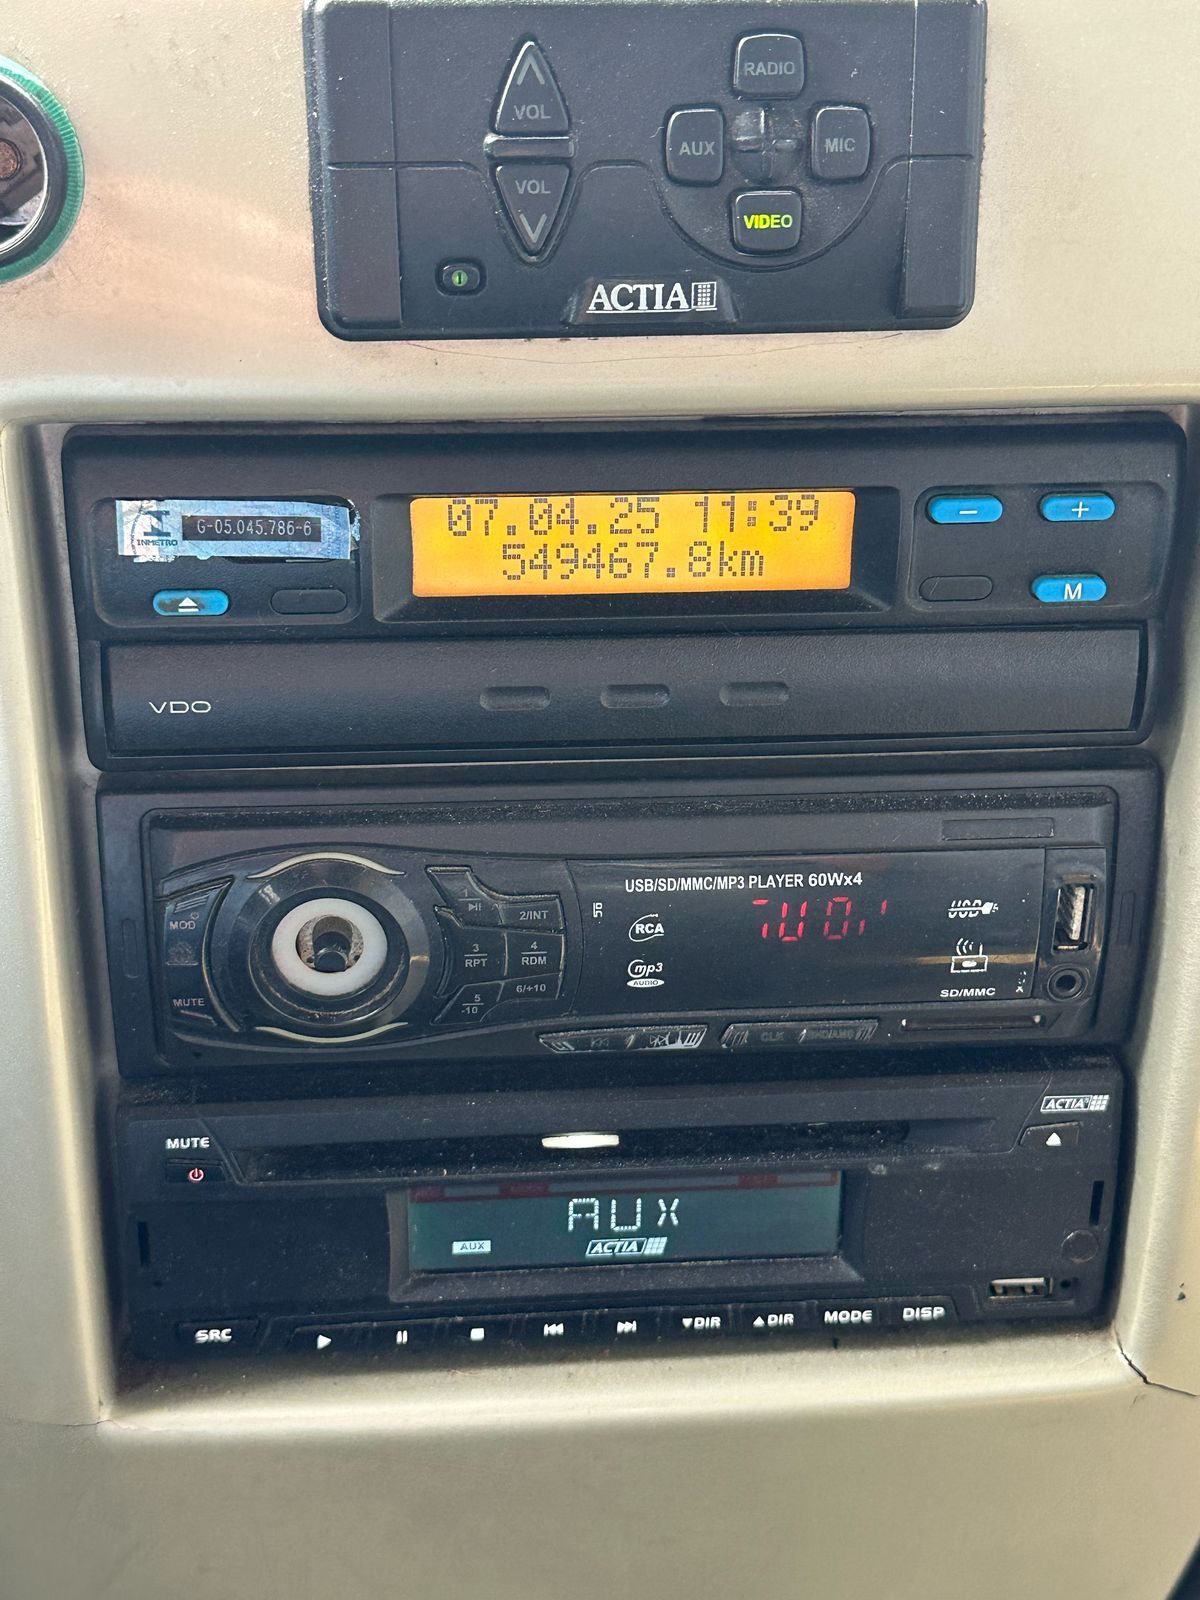 VOL
RADIO
AUX
MIC
VOL
VIDEO
ACTIA
INMETRO
G-05.045.786-6
07.04.25 11:39
549467.8km
M
VDO
USB/SD/MMC/MP3 PLAYER 60Wx4
MOD
1
2/INT
RCA
USB
3
RPT
4
RDM
mp3
AUDIO
MUTE
5
-10
6/+10
SD/MMC
CLK
ACTIA
MUTE
AUX
AUX
ACTIA
SRC
DIR
DIR
MODE
DISP